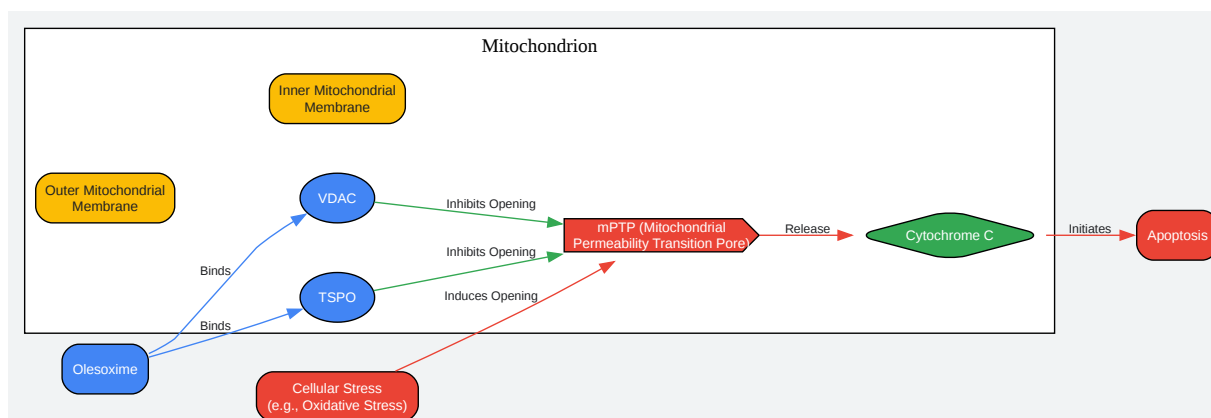 Mitochondrion
Inner Mitochondrial
Membrane
Outer Mitochondrial
Membrane
VDAC
Inhibits Opening
mPTP (Mitochondrial
Permeability Transition Pore)
Release
Cytochrome C
Initiates
Apoptosis
Inhibits Opening
Binds
TSPO
Induces Opening
Binds
Olesoxime
Cellular Stress
(e.g., Oxidative Stress)